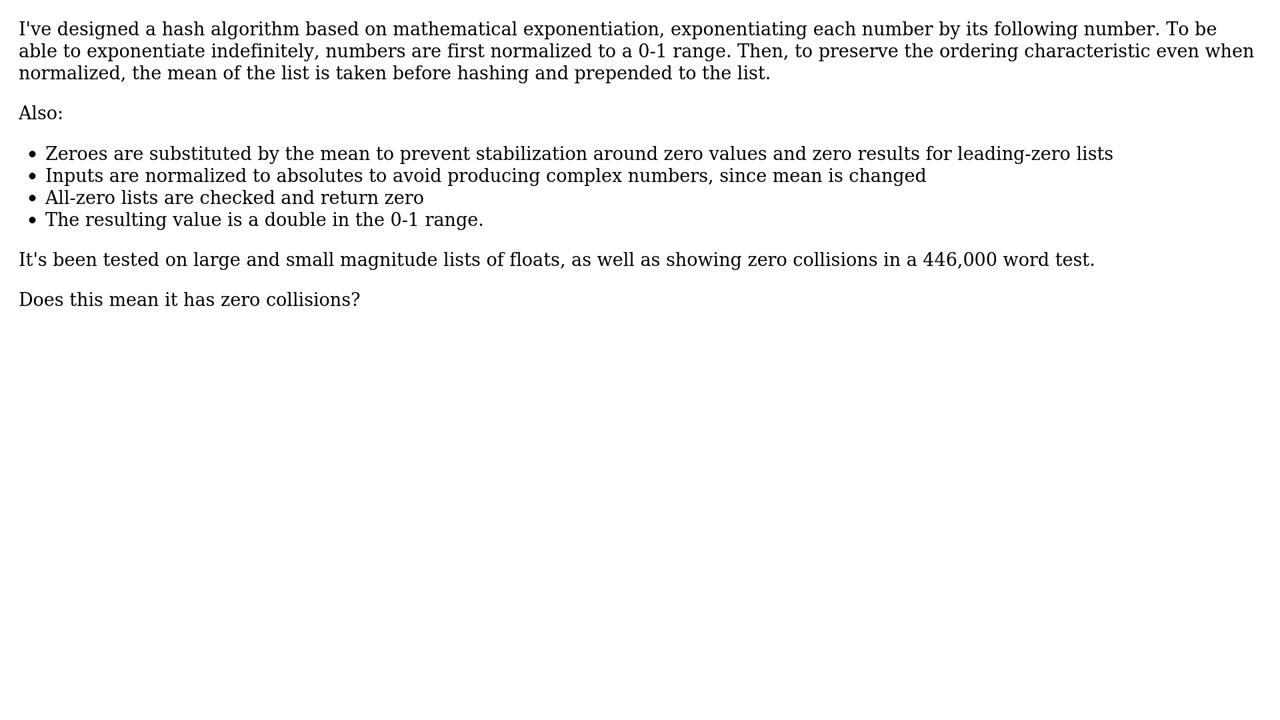 I've designed a hash algorithm based on mathematical exponentiation, exponentiating each number by its following number. To be
able to exponentiate indefinitely, numbers are first normalized to a 0-1 range. Then, to preserve the ordering characteristic even when
normalized, the mean of the list is taken before hashing and prepended to the list.
Also:
• Zeroes are substituted by the mean to prevent stabilization around zero values and zero results for leading-zero lists
• Inputs are normalized to absolutes to avoid producing complex numbers, since mean is changed
• All-zero lists are checked and return zero
• The resulting value is a double in the 0-1 range.
It's been tested on large and small magnitude lists of floats, as well as showing zero collisions in a 446,000 word test.
Does this mean it has zero collisions?